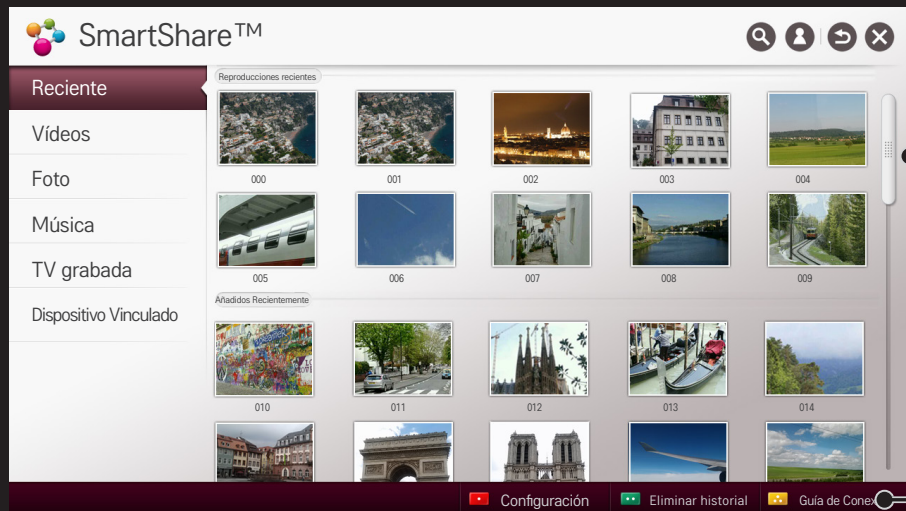 SmartShare™
Reciente
Vídeos
Foto
Música
TV grabada
Dispositivo Vinculado
Reproducciones recientes
000 001 002 003 004
005 006 007 008 009
Añadidos Recientemente
010 011 012 013 014
Configuración Eliminar historial Guía de